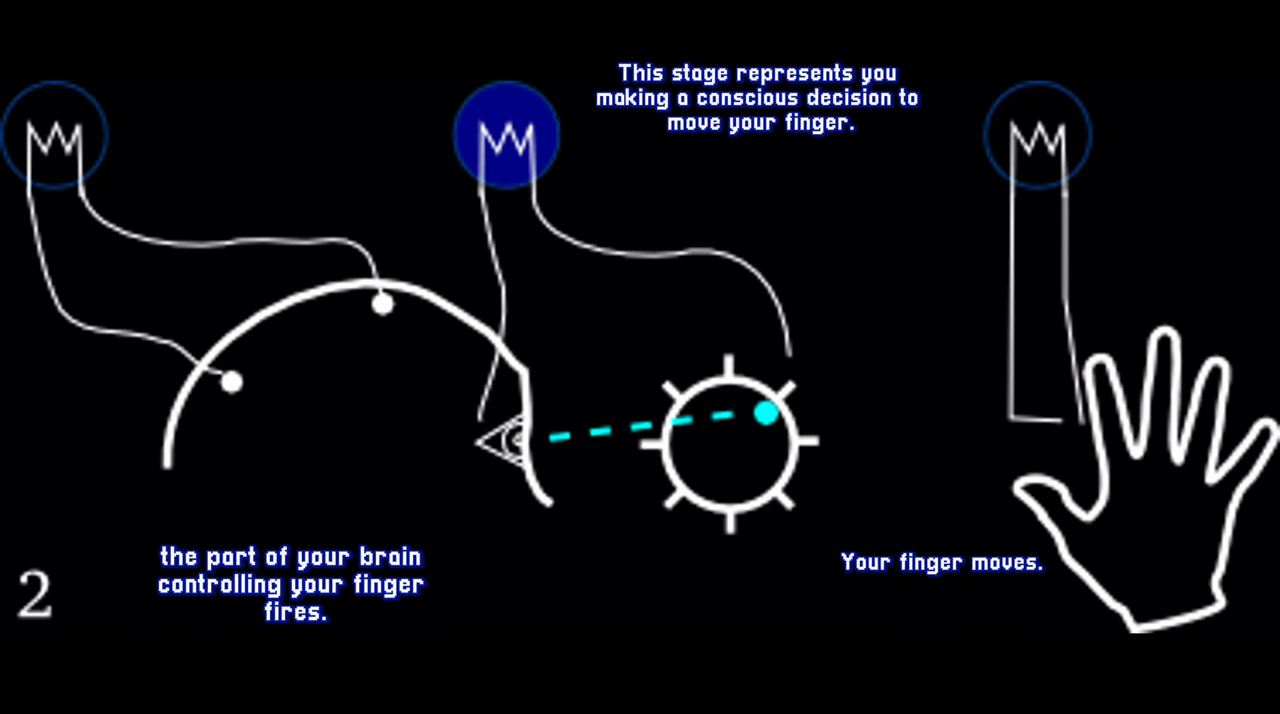 This stage represents you
making a conscious decision to
move your finger.
the part of your brain
controlling your finger
fires.
Your finger moves.
2